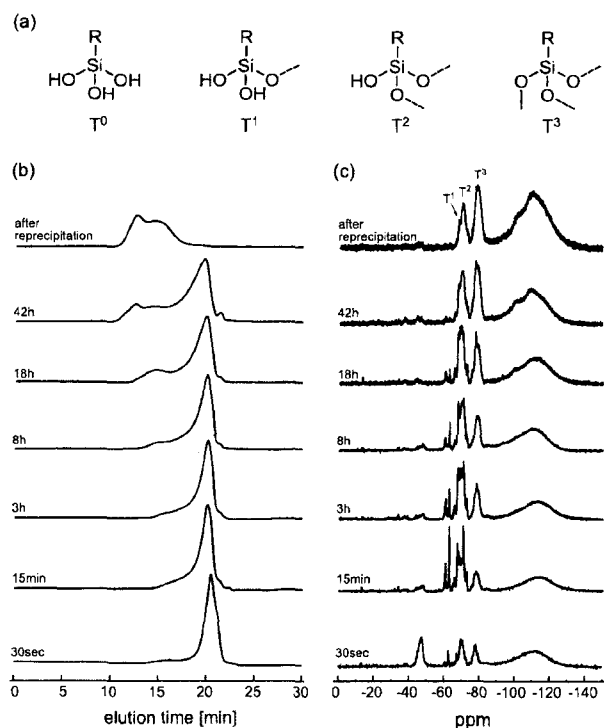 (a)
R R R R
Si Si Si Si
HO OH HO O HO O O O
OH OH O O
T0 T1 T2 T3
(b) (c)
after
reprecipitation
42h
18h
8h
3h
15min
30sec
0 5 10 15 20 25 30
elution time [min]
T1 T2 T3
after
reprecipitation
42h
18h
8h
3h
15min
30sec
-0 -20 -40 -60 -80 -100-120-140
ppm